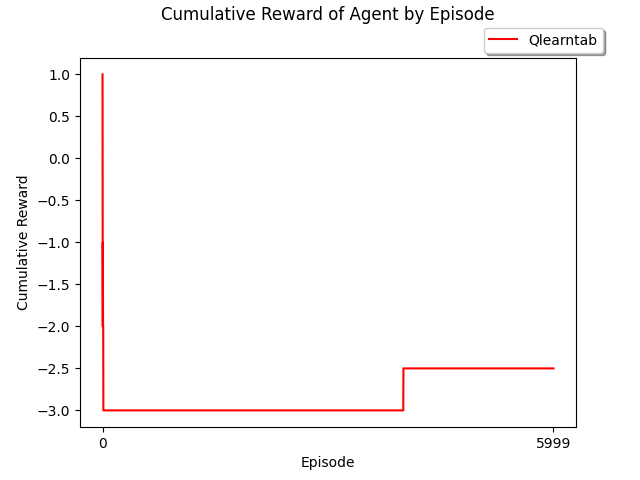 Cumulative Reward of Agent by Episode
Qlearntab
1.0
0.5
0.0
−0.5
−1.0
−1.5
−2.0
−2.5
−3.0
Cumulative Reward
0 5999
Episode